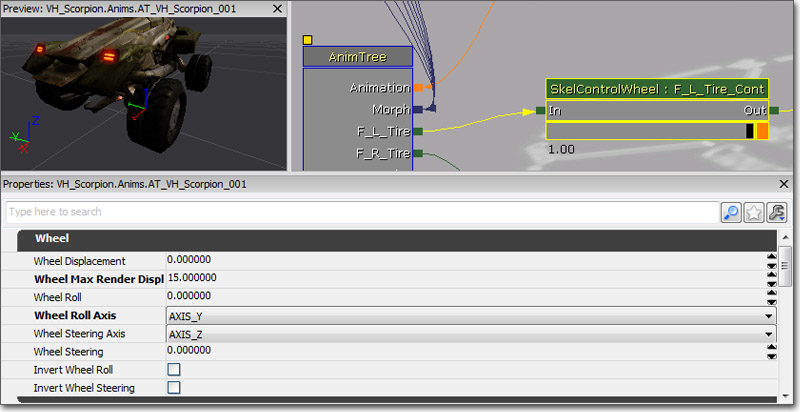 Preview: VH_Scorpion.Anims.AT_VH_Scorpion_001
Z
Y
AnimTree
Animation
Morph
F_L_Tire
F_R_Tire
SkelControlWheel : F_L_Tire_Cont
In
Out
1.00
Properties: VH_Scorpion.Anims.AT_VH_Scorpion_001
Type here to search
Wheel
Wheel Displacement 0.000000
Wheel Max Render Displ 15.000000
Wheel Roll 0.000000
Wheel Roll Axis AXIS_Y
Wheel Steering Axis AXIS_Z
Wheel Steering 0.000000
Invert Wheel Roll
Invert Wheel Steering